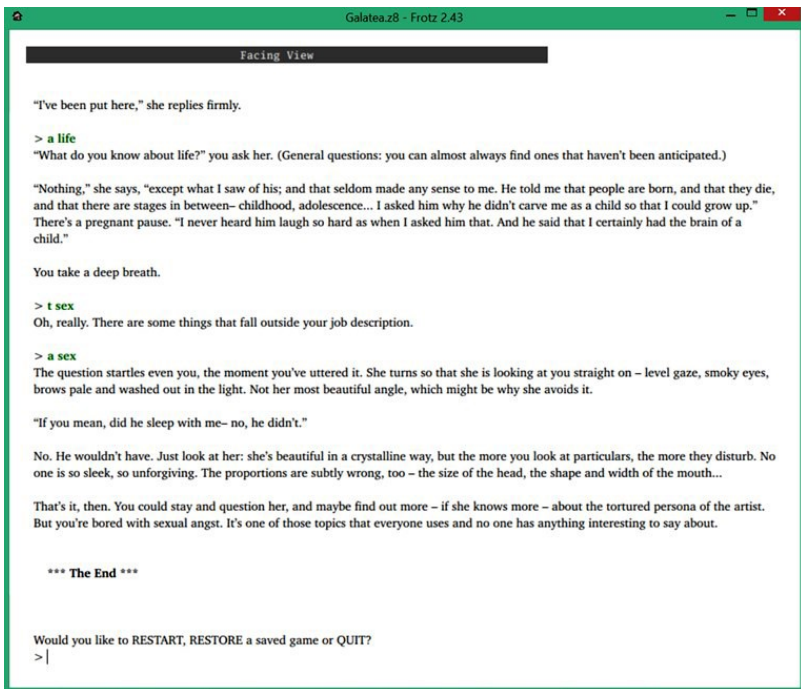 Galatea.z8 - Frotz 2.43
Facing View
“I’ve been put here,” she replies firmly.
> a life
“What do you know about life?” you ask her. (General questions: you can almost always find ones that haven’t been anticipated.)
“Nothing,” she says, “except what I saw of his; and that seldom made any sense to me. He told me that people are born, and that they die,
and that there are stages in between– childhood, adolescence... I asked him why he didn’t carve me as a child so that I could grow up.”
There’s a pregnant pause. “I never heard him laugh so hard as when I asked him that. And he said that I certainly had the brain of a
child.”
You take a deep breath.
> t sex
Oh, really. There are some things that fall outside your job description.
> a sex
The question startles even you, the moment you’ve uttered it. She turns so that she is looking at you straight on – level gaze, smoky eyes,
brows pale and washed out in the light. Not her most beautiful angle, which might be why she avoids it.
“If you mean, did he sleep with me– no, he didn’t.”
No. He wouldn’t have. Just look at her: she’s beautiful in a crystalline way, but the more you look at particulars, the more they disturb. No
one is so sleek, so unforgiving. The proportions are subtly wrong, too – the size of the head, the shape and width of the mouth...
That’s it, then. You could stay and question her, and maybe find out more – if she knows more – about the tortured persona of the artist.
But you’re bored with sexual angst. It’s one of those topics that everyone uses and no one has anything interesting to say about.
*** The End ***
Would you like to RESTART, RESTORE a saved game or QUIT?
>